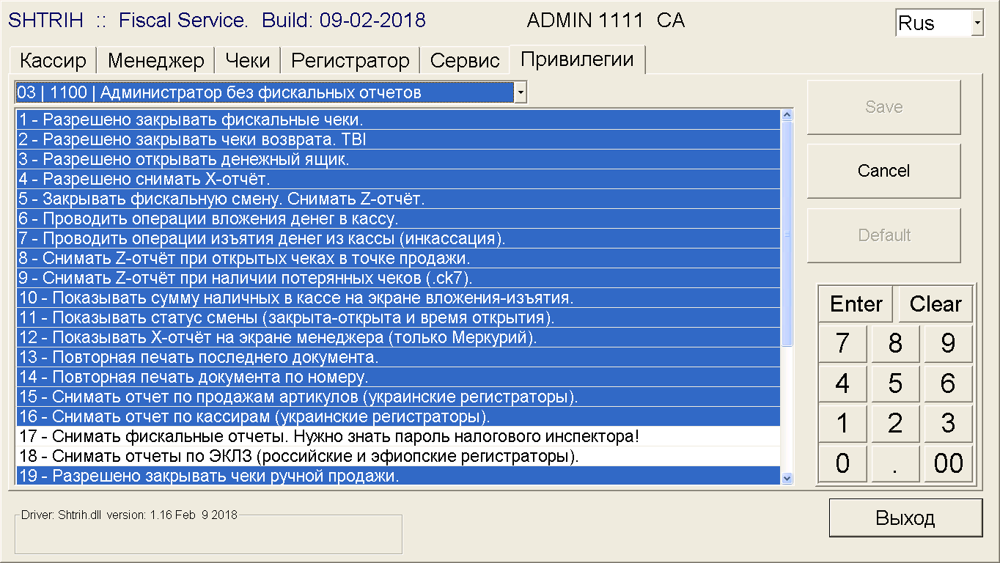 SHTRIH :: Fiscal Service. Build: 09-02-2018 ADMIN 1111 CA Rus
Кассир Менеджер Чеки Регистратор Сервис Привилегии
03 | 1100 | Администратор без фискальных отчетов
1 - Разрешено закрывать фискальные чеки.
2 - Разрешено закрывать чеки возврата. TBI
3 - Разрешено открывать денежный ящик.
4 - Разрешено снимать X-отчёт.
5 - Закрывать фискальную смену. Снимать Z-отчёт.
6 - Проводить операции вложения денег в кассу.
7 - Проводить операции изъятия денег из кассы (инкассация).
8 - Снимать Z-отчёт при открытых чеках в точке продажи.
9 - Снимать Z-отчёт при наличии потерянных чеков (.ck7).
10 - Показывать сумму наличных в кассе на экране вложения-изъятия.
11 - Показывать статус смены (закрыта-открыта и время открытия).
12 - Показывать X-отчёт на экране менеджера (только Меркурий).
13 - Повторная печать последнего документа.
14 - Повторная печать документа по номеру.
15 - Снимать отчет по продажам артикулов (украинские регистраторы).
16 - Снимать отчет по кассирам (украинские регистраторы).
17 - Снимать фискальные отчеты. Нужно знать пароль налогового инспектора!
18 - Снимать отчеты по ЭКЛЗ (российские и эфиопские регистраторы).
19 - Разрешено закрывать чеки ручной продажи.
Save
Cancel
Default
Enter Clear
7 8 9
4 5 6
1 2 3
0 . 00
Driver: Shtrih.dll version: 1.16 Feb 9 2018
Выход